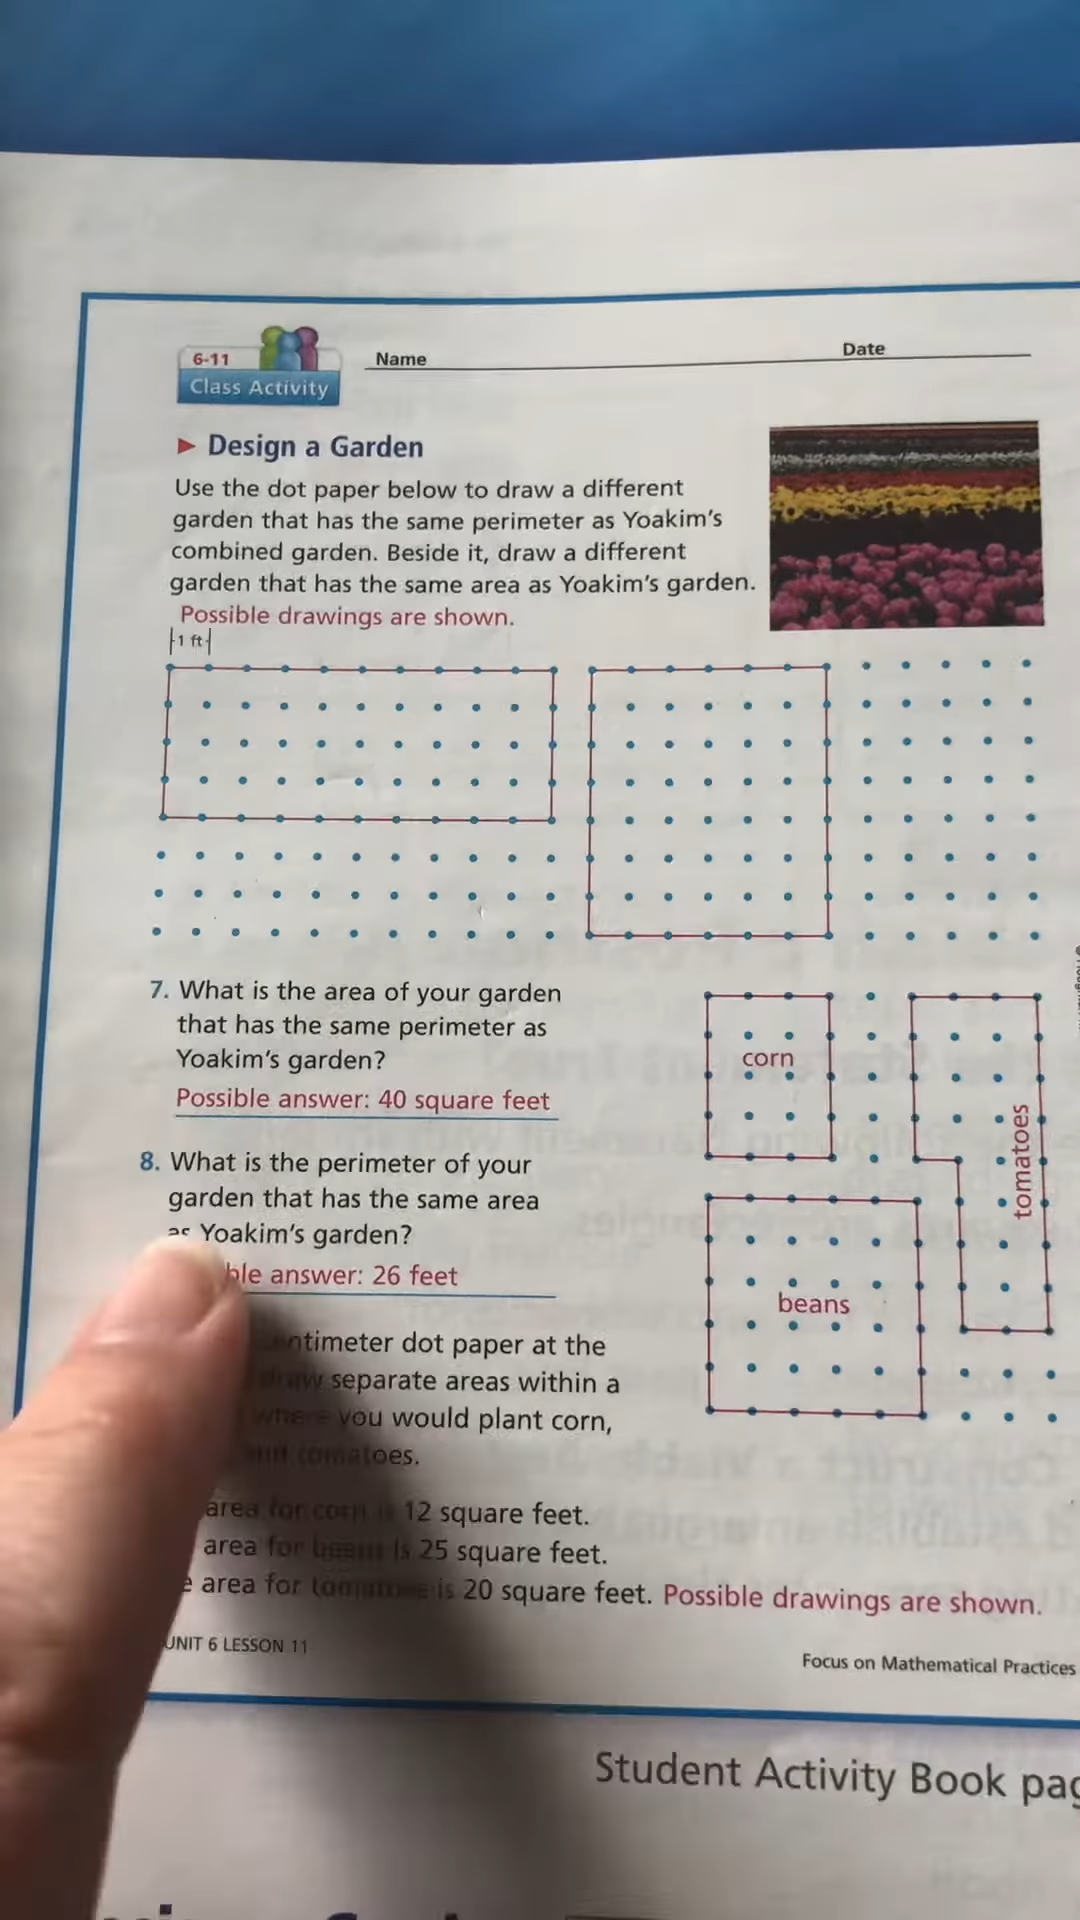 6-11
Class Activity
Name
Date
Design a Garden
Use the dot paper below to draw a different
garden that has the same perimeter as Yoakim's
combined garden. Beside it, draw a different
garden that has the same area as Yoakim's garden.
Possible drawings are shown.
1 ft
7. What is the area of your garden
that has the same perimeter as
Yoakim's garden?
Possible answer: 40 square feet
8. What is the perimeter of your
garden that has the same area
as Yoakim's garden?
answer: 26 feet
corn
tomatoes
beans
dot paper at the
draw separate areas within a
where you would plant corn,
tomatoes.
area for corn is 12 square feet.
area for beans is 25 square feet.
area for tomatoes is 20 square feet. Possible drawings are shown.
UNIT 6 LESSON 11
Focus on Mathematical Practices
Student Activity Book